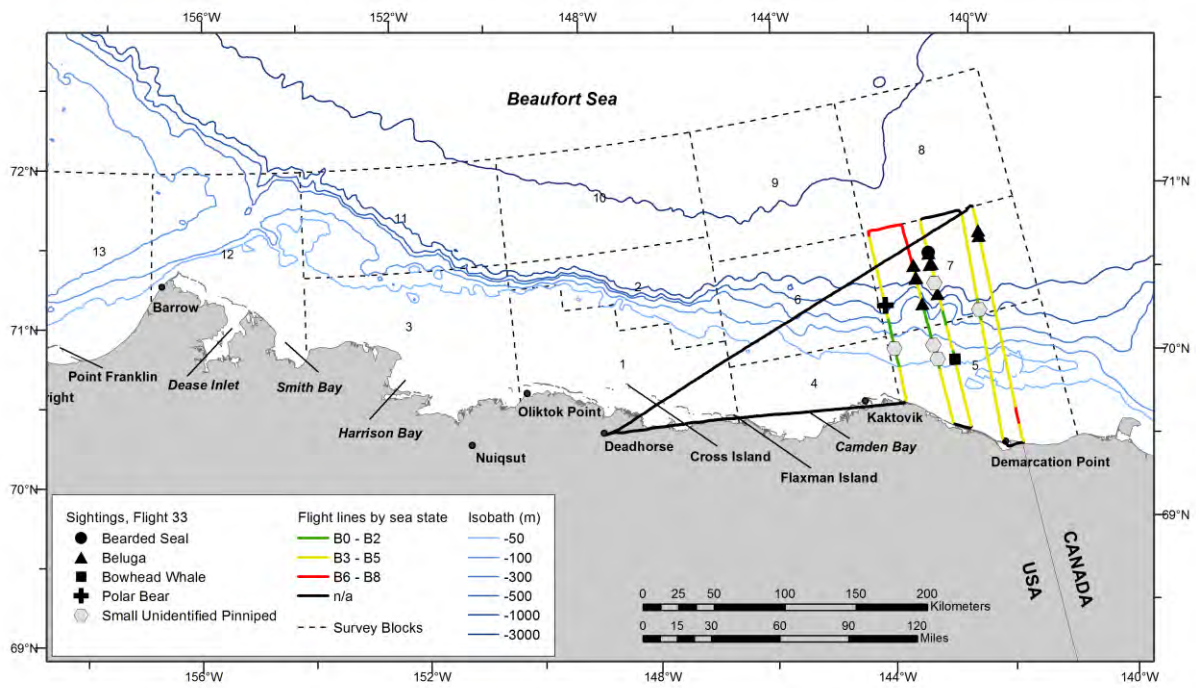 156°W 152°W 148°W 144°W 140°W
Beaufort Sea
8
72°N
71°N
9
10
11
13
12
7
2
6
Barrow
71°N
3
70°N
Point Franklin
Dease Inlet
Smith Bay
1
5
4
right
Harrison Bay
Oliktok Point
Kaktovik
Deadhorse
Camden Bay
Nuiqsut
Cross Island
Demarcation Point
Flaxman Island
70°N
69°N
Sightings, Flight 33
Bearded Seal
Beluga
Bowhead Whale
Polar Bear
Small Unidentified Pinniped
Flight lines by sea state
B0 - B2
B3 - B5
B6 - B8
n/a
Survey Blocks
Isobath (m)
-50
-100
-300
-500
-1000
-3000
CANADA
USA
0 25 50 100 150 200
Kilometers
0 15 30 60 90 120
Miles
69°N
156°W 152°W 148°W 144°W 140°W